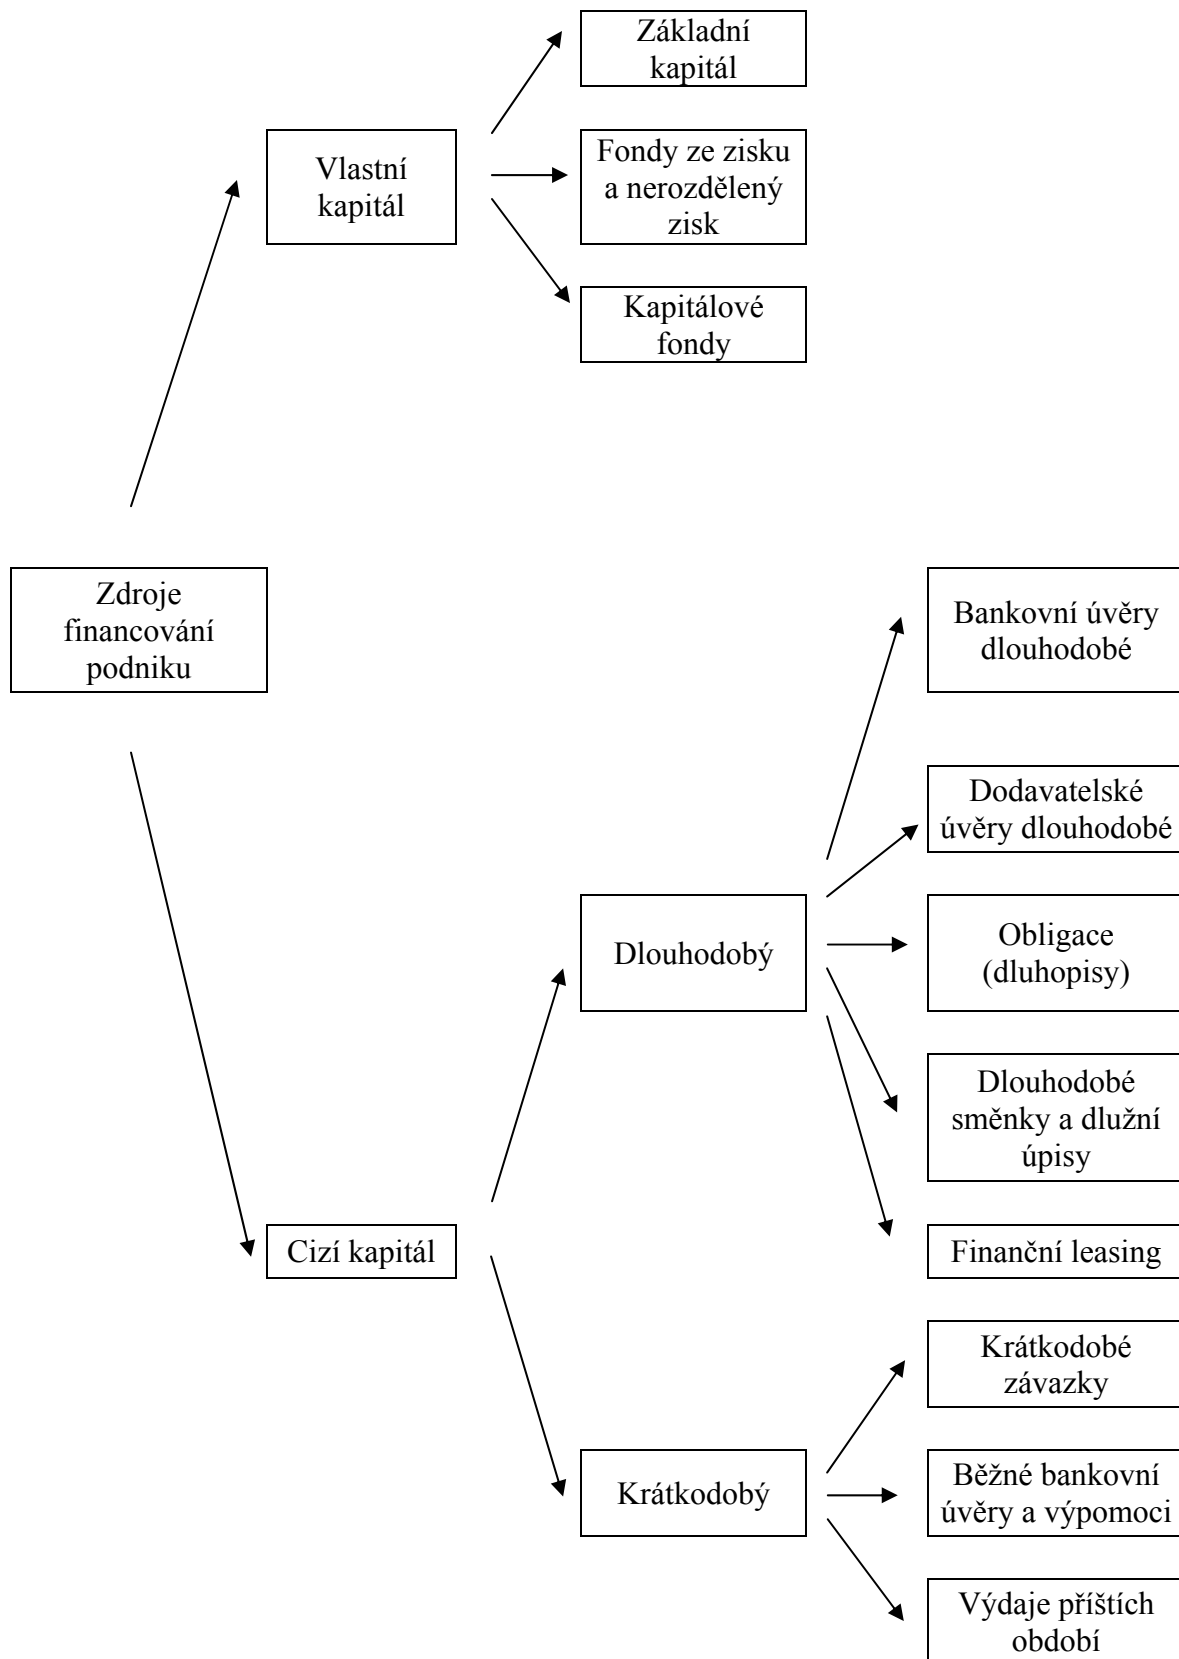 Základní
kapitál
Vlastní
kapitál
Fondy ze zisku
a nerozdělený
zisk
Kapitálové
fondy
Zdroje
financování
podniku
Bankovní úvěry
dlouhodobé
Dodavatelské
úvěry dlouhodobé
Dlouhodobý
Obligace
(dluhopisy)
Dlouhodobé
směnky a dlužní
úpisy
Cizí kapitál
Finanční leasing
Krátkodobé
závazky
Krátkodobý
Běžné bankovní
úvěry a výpomoci
Výdaje příštích
období